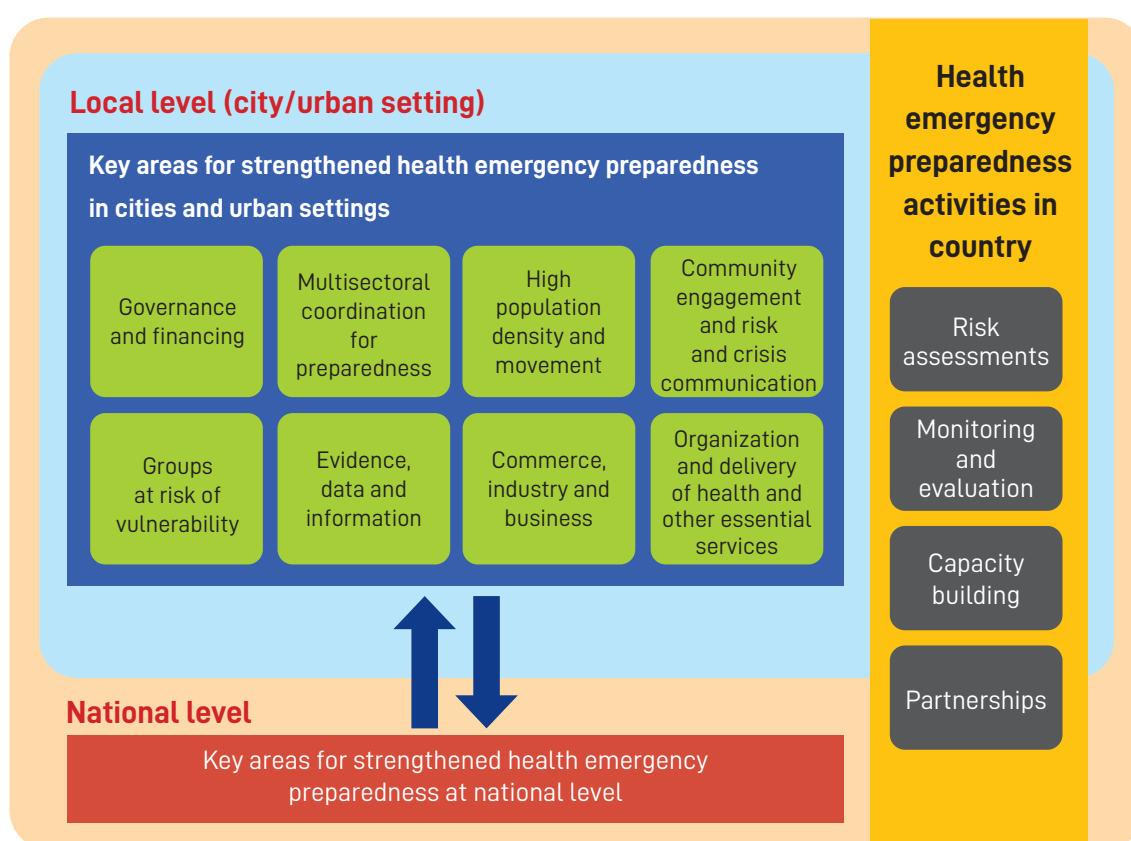 Local level (city/urban setting)
Key areas for strengthened health emergency preparedness
in cities and urban settings
Governance
and financing
Multisectoral
coordination
for
preparedness
High
population
density and
movement
Community
engagement
and risk
and crisis
communication
Groups
at risk of
vulnerability
Evidence,
data and
information
Commerce,
industry and
business
Organization
and delivery
of health and
other essential
services
National level
Key areas for strengthened health emergency
preparedness at national level
Health
emergency
preparedness
activities in
country
Risk
assessments
Monitoring
and
evaluation
Capacity
building
Partnerships